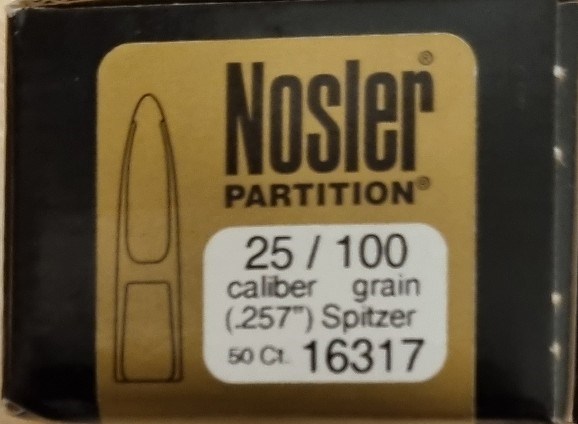 Nosler®
PARTITION®
25 / 100
caliber grain
(.257") Spitzer
50 Ct. 16317